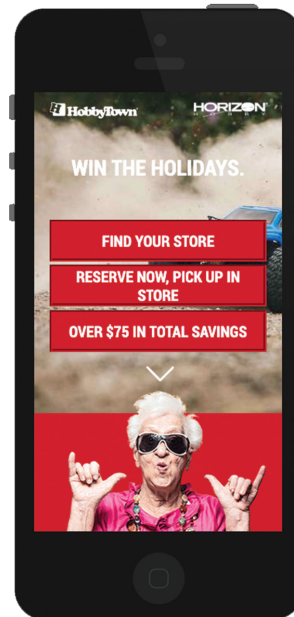 HobbyTown
HORIZON
HOBBY
WIN THE HOLIDAYS.
FIND YOUR STORE
RESERVE NOW, PICK UP IN
STORE
OVER $75 IN TOTAL SAVINGS